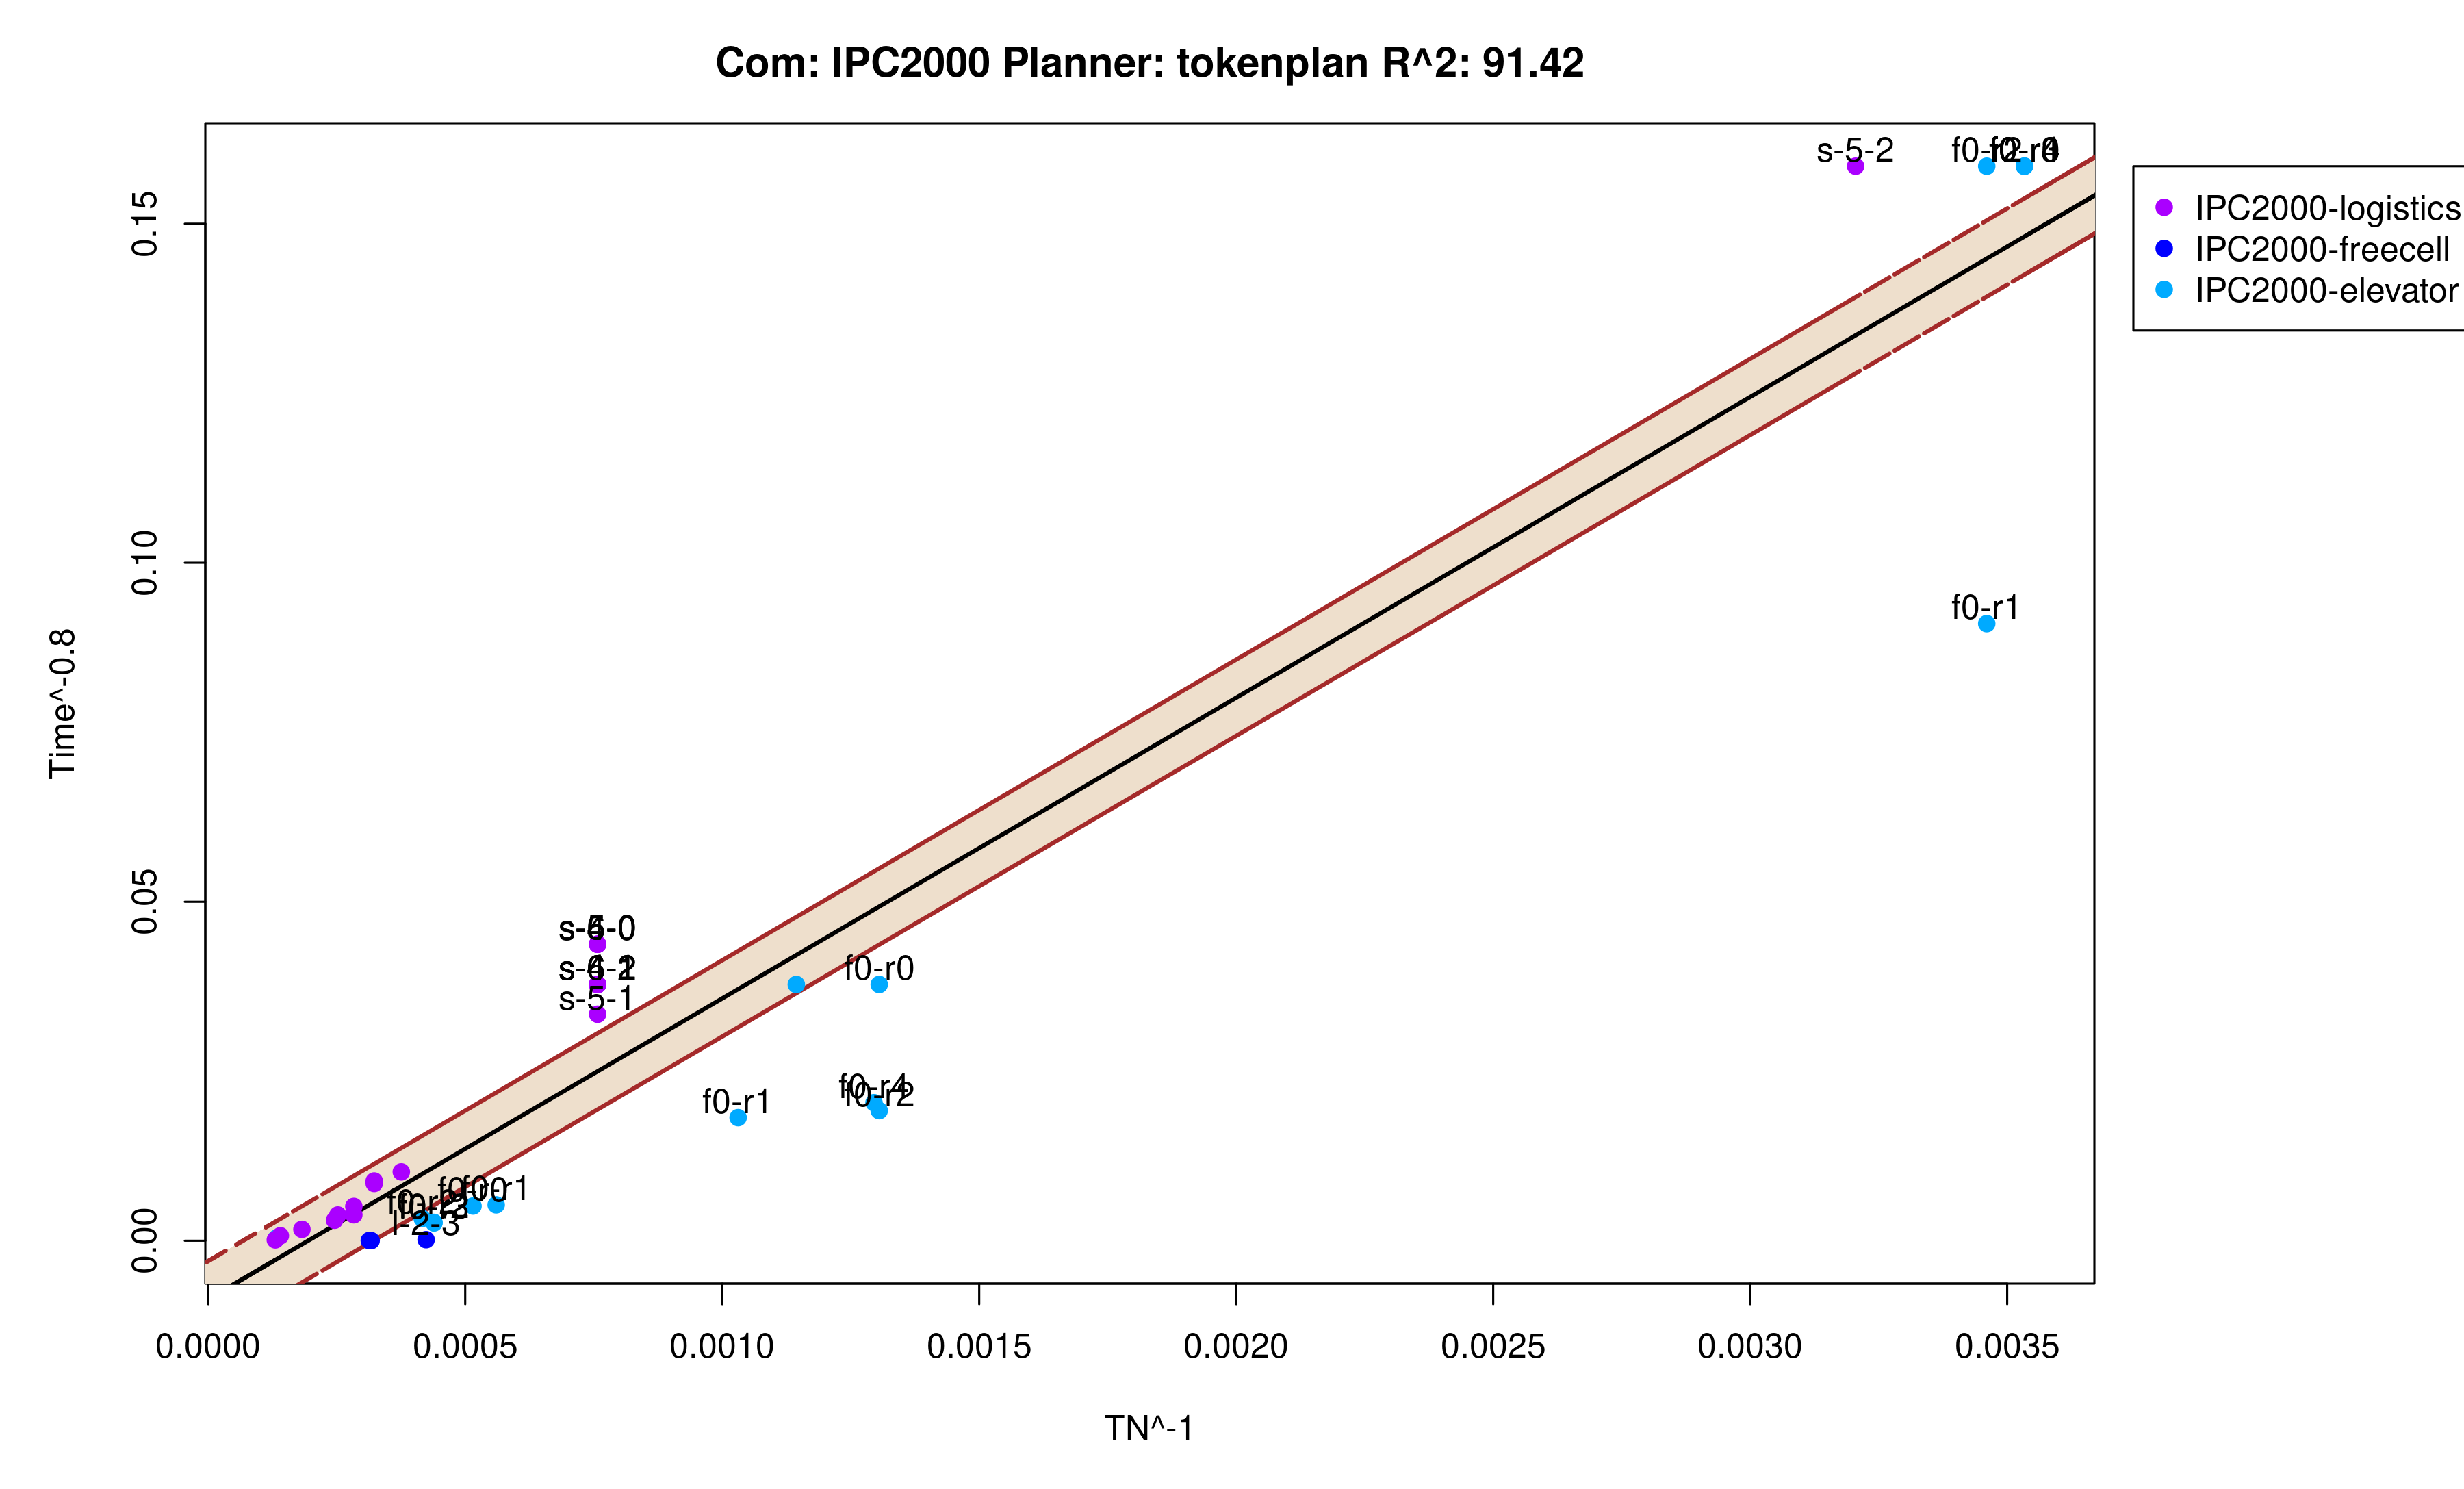 Com: IPC2000 Planner: tokenplan R^2: 91.42
s-5-2
f0-r1
s-5-1
f0-r0
f0-r4
f0-r2
f0-r1
l-2-3
IPC2000-logistics
IPC2000-freecell
IPC2000-elevator
Time^-0.8
0.15
0.10
0.05
0.00
0.0000 0.0005 0.0010 0.0015 0.0020 0.0025 0.0030 0.0035
TN^-1